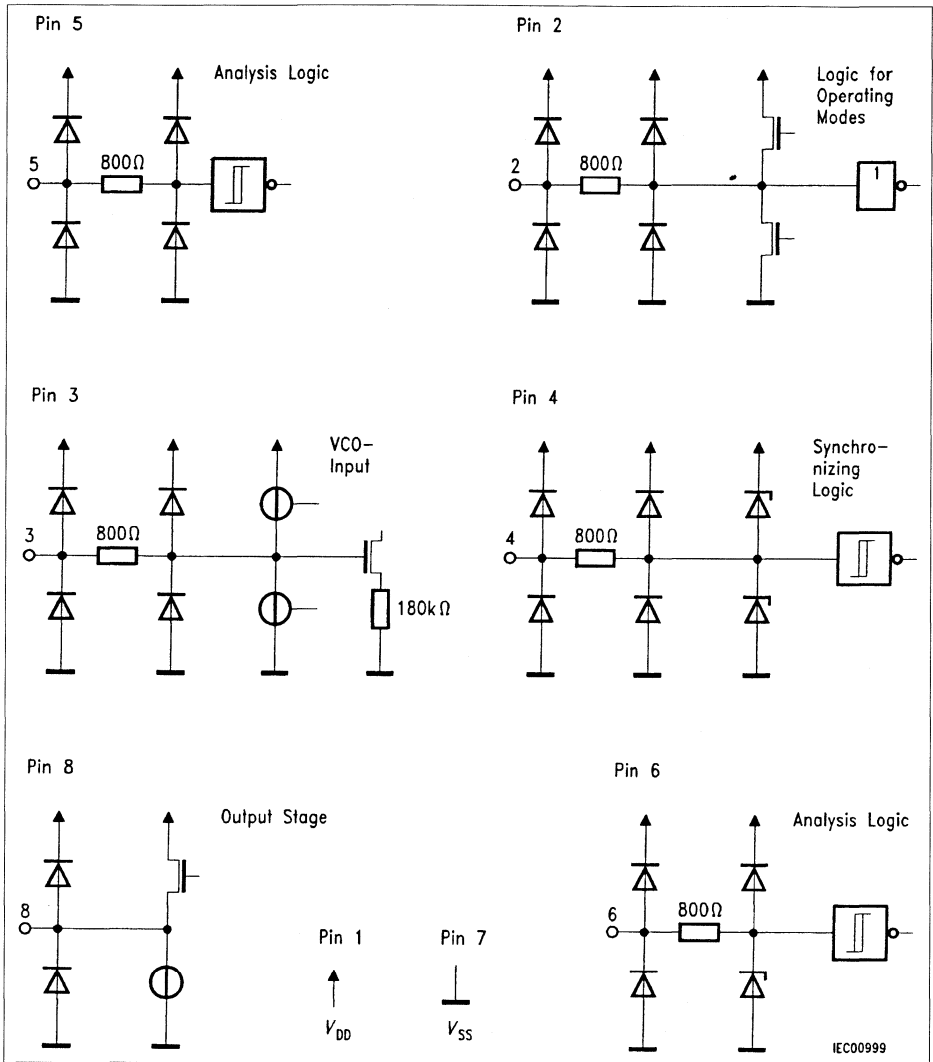 Pin 5
Analysis Logic
5
800Ω
Pin 2
Logic for
Operating
Modes
2
800Ω
1
Pin 3
VCO-
Input
3
800Ω
180kΩ
Pin 4
Synchro-
nizing
Logic
4
800Ω
Pin 8
Output Stage
8
Pin 1
VDD
Pin 7
VSS
Pin 6
Analysis Logic
6
800Ω
IEC00999